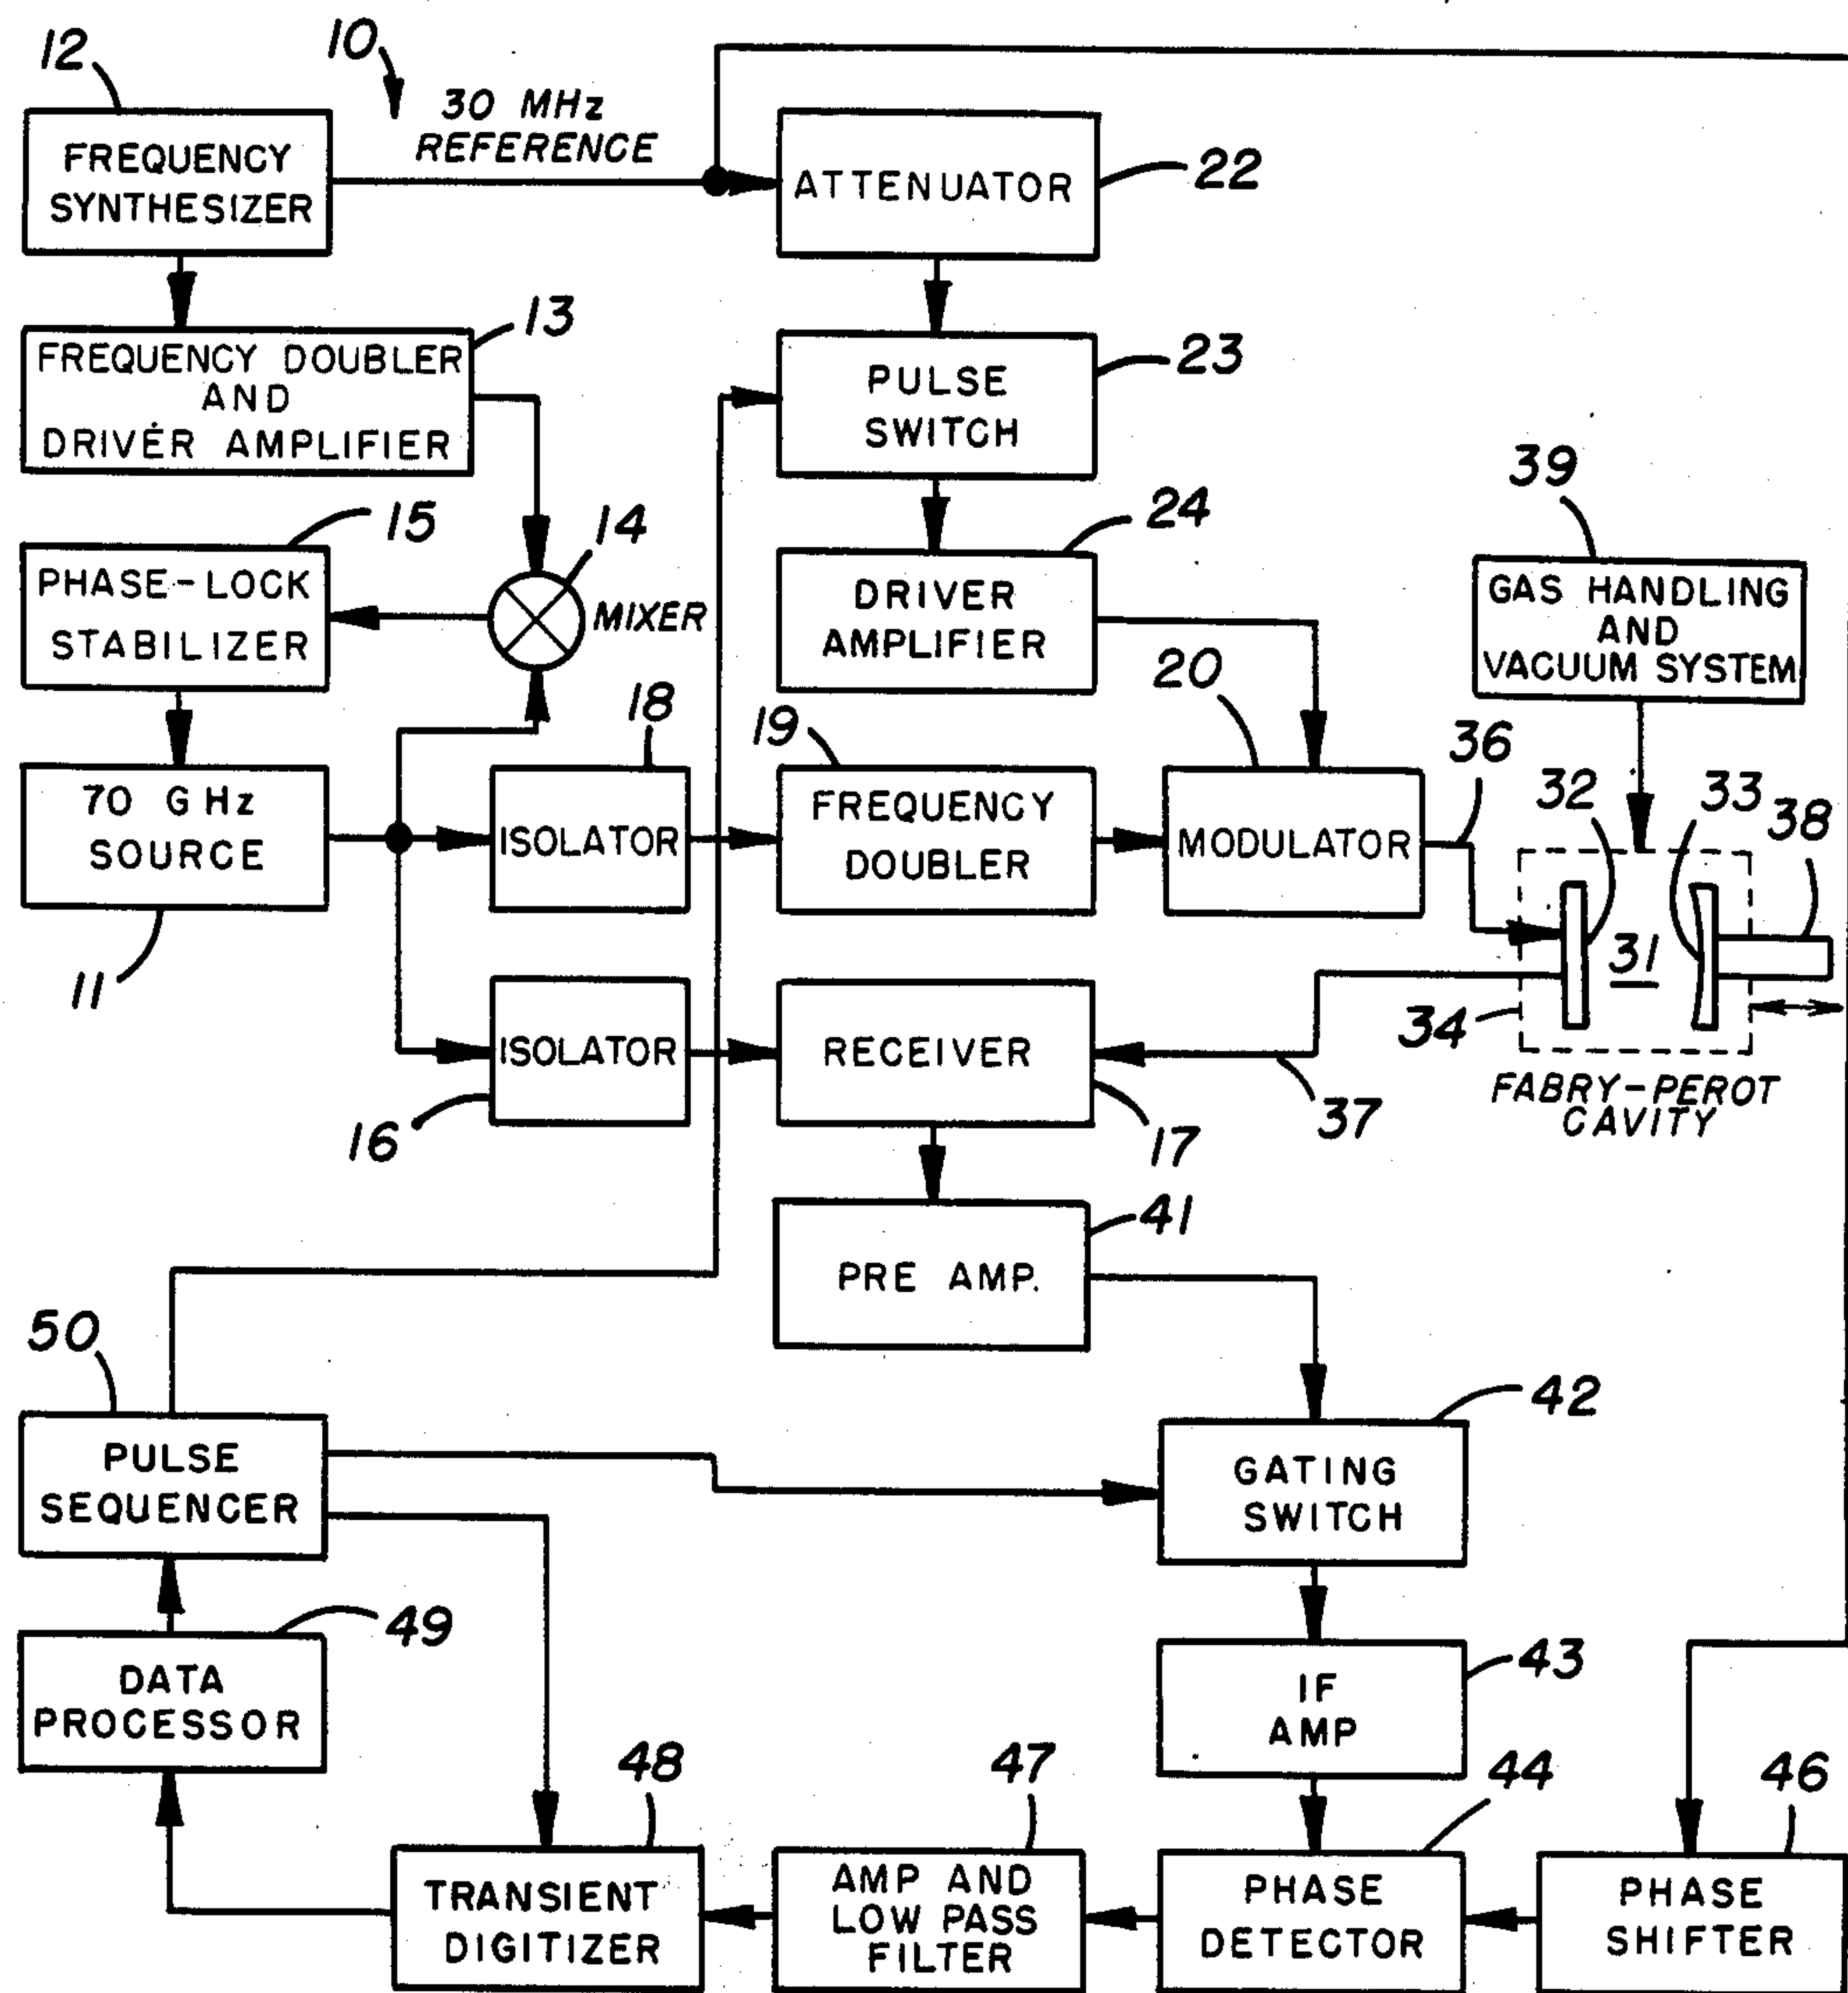 12
10
30 MHz
REFERENCE
FREQUENCY
SYNTHESIZER
ATTENUATOR
22
13
FREQUENCY DOUBLER
AND
DRIVER AMPLIFIER
PULSE
SWITCH
23
39
15
14
24
PHASE-LOCK
STABILIZER
MIXER
DRIVER
AMPLIFIER
GAS HANDLING
AND
VACUUM SYSTEM
20
18
19
36
32
33
38
70 GHz
SOURCE
ISOLATOR
FREQUENCY
DOUBLER
MODULATOR
31
11
34
ISOLATOR
RECEIVER
FABRY-PEROT
CAVITY
16
17
37
41
PRE AMP.
50
42
PULSE
SEQUENCER
GATING
SWITCH
49
43
DATA
PROCESSOR
IF
AMP
48
47
44
46
TRANSIENT
DIGITIZER
AMP AND
LOW PASS
FILTER
PHASE
DETECTOR
PHASE
SHIFTER